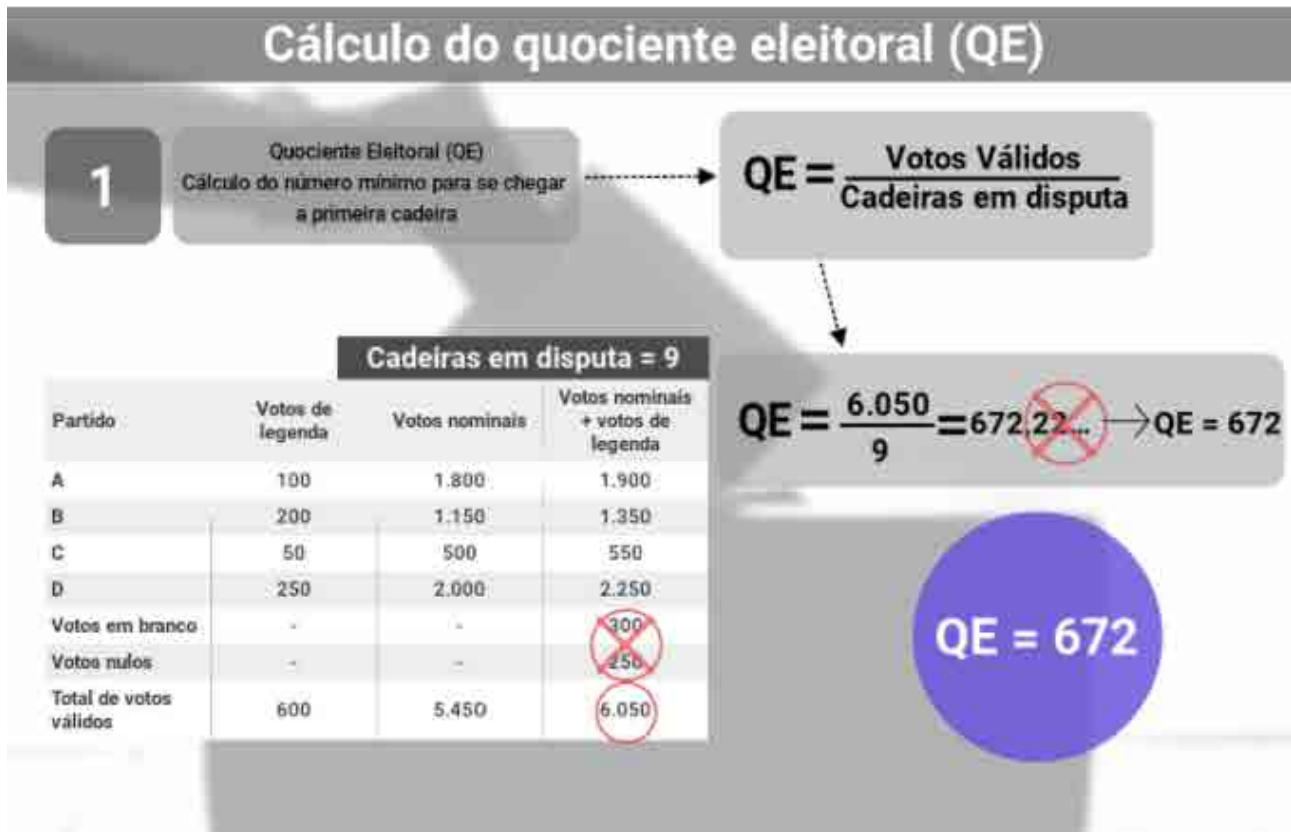 Cálculo do quociente eleitoral (QE)
1
Quociente Eleitoral (QE)
Cálculo do número mínimo para se chegar
a primeira cadeira
QE = Votos Válidos
Cadeiras em disputa
Cadeiras em disputa = 9
Partido Votos de legenda Votos nominais Votos nominais + votos de legenda
A 100 1.800 1.900
B 200 1.150 1.350
C 50 500 550
D 250 2.000 2.250
Votos em branco - - 300
Votos nulos - - 250
Total de votos válidos 600 5.450 6.050
QE = 6.050 / 9 = 672,22... → QE = 672
QE = 672